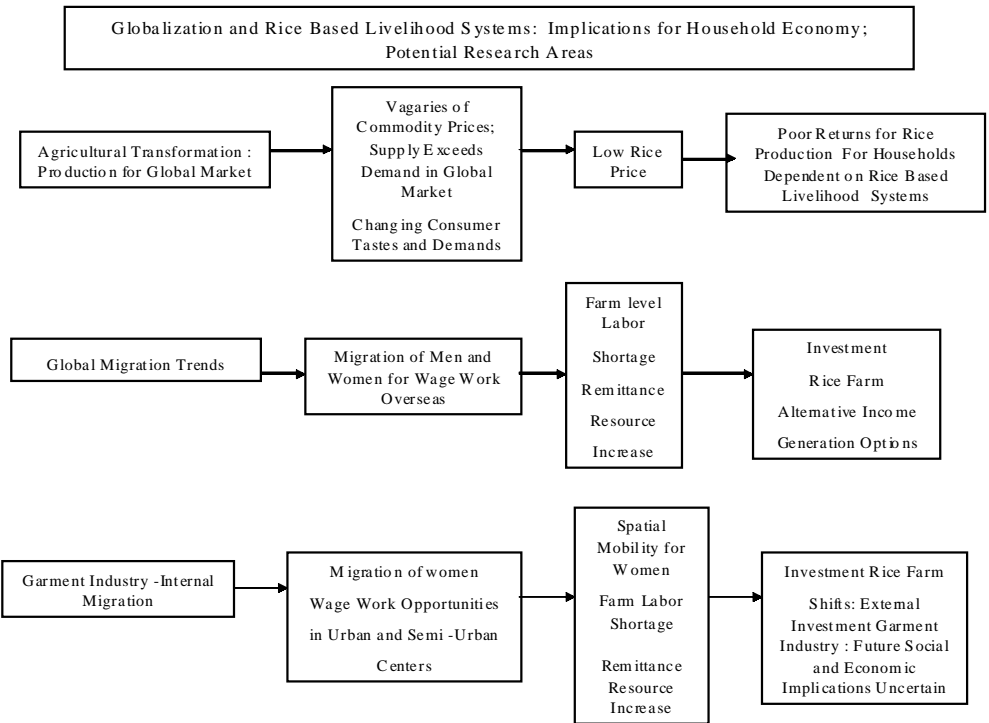 Globalization and Rice Based Livelihood Systems: Implications for Household Economy;
Potential Research Areas
Agricultural Transformation :
Production for Global Market
Vagaries of
Commodity Prices;
Supply Exceeds
Demand in Global
Market
Changing Consumer
Tastes and Demands
Low Rice
Price
Poor Returns for Rice
Production For Households
Dependent on Rice Based
Livelihood Systems
Global Migration Trends
Migration of Men and
Women for Wage Work
Overseas
Farm level
Labor
Shortage
Remittance
Resource
Increase
Investment
Rice Farm
Alternative Income
Generation Options
Garment Industry -Internal
Migration
Migration of women
Wage Work Opportunities
in Urban and Semi -Urban
Centers
Spatial
Mobility for
Women
Farm Labor
Shortage
Remittance
Resource
Increase
Investment Rice Farm
Shifts: External
Investment Garment
Industry : Future Social
and Economic
Implications Uncertain